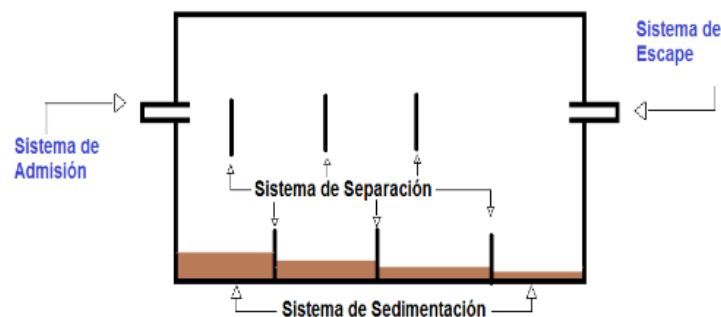 Sistema de
Escape
Sistema de
Admisión
Sistema de Separación
Sistema de Sedimentación